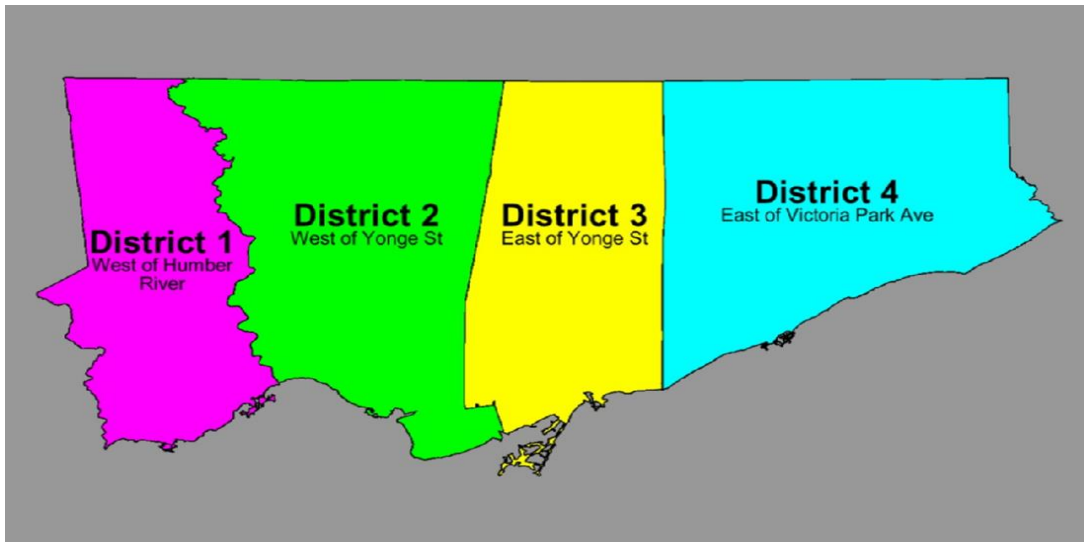 District 1
West of Humber
River
District 2
West of Yonge St
District 3
East of Yonge St
District 4
East of Victoria Park Ave